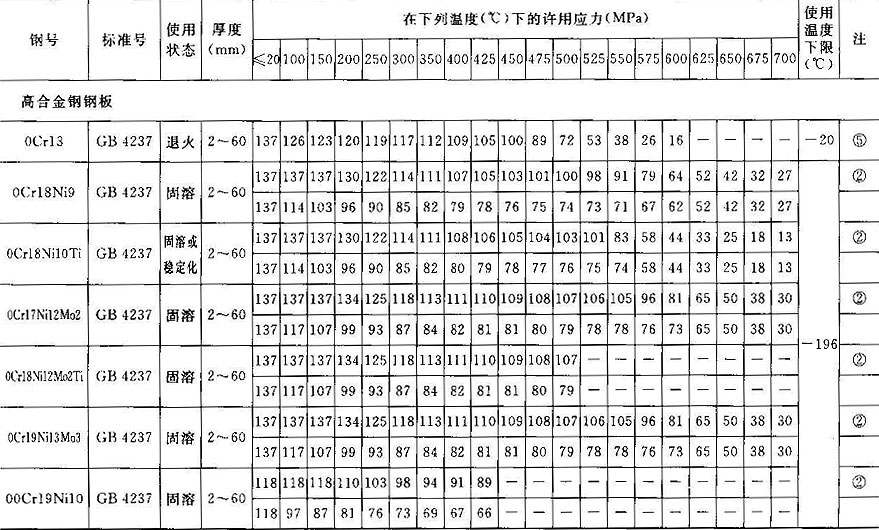 钢号 标准号 使用状态 厚度(mm) 在下列温度(℃)下的许用应力(MPa) 使用温度下限(℃) 注
≤20 100 150 200 250 300 350 400 425 450 475 500 525 550 575 600 625 650 675 700
高合金钢钢板
0Cr13 GB 4237 退火 2～60 137 126 123 120 119 117 112 109 105 100 89 72 53 38 26 16 — — — — —20 ⑤
0Cr18Ni9 GB 4237 固溶 2～60 137 137 137 130 122 114 111 107 105 103 101 100 98 91 79 64 52 42 32 27 —196 ②
137 114 103 96 90 85 82 79 78 76 75 74 73 71 67 62 52 42 32 27
0Cr18Ni10Ti GB 4237 固溶或稳定化 2～60 137 137 137 130 122 114 111 108 106 105 104 103 101 83 58 44 33 25 18 13 ②
137 114 103 96 90 85 82 80 79 78 77 76 75 74 58 44 33 25 18 13
0Cr17Ni12Mo2 GB 4237 固溶 2～60 137 137 137 134 125 118 113 111 110 109 108 107 106 105 96 81 65 50 38 30 ②
137 117 107 99 93 87 84 82 81 81 80 79 78 78 76 73 65 50 38 30
0Cr18Ni12Mo2Ti GB 4237 固溶 2～60 137 137 137 134 125 118 113 111 110 109 108 107 — — — — — — — — ②
137 117 107 99 93 87 84 82 81 81 80 79 — — — — — — — —
0Cr19Ni13Mo3 GB 4237 固溶 2～60 137 137 137 134 125 118 113 111 110 109 108 107 106 105 96 81 65 50 38 30 ②
137 117 107 99 93 87 84 82 81 81 80 79 78 78 76 73 65 50 38 30
00Cr19Ni10 GB 4237 固溶 2～60 118 118 118 110 103 98 94 91 89 — — — — — — — — — — — ②
118 97 87 81 76 73 69 67 66 — — — — — — — — — — —